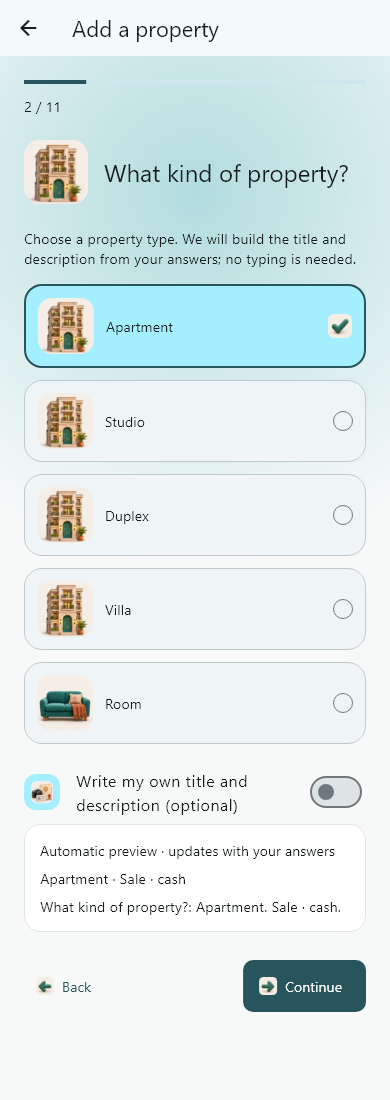 Add a property
2 / 11
What kind of property?
Choose a property type. We will build the title and
description from your answers; no typing is needed.
Apartment
Studio
Duplex
Villa
Room
Write my own title and
description (optional)
Automatic preview · updates with your answers
Apartment · Sale · cash
What kind of property?: Apartment. Sale · cash.
Back
Continue